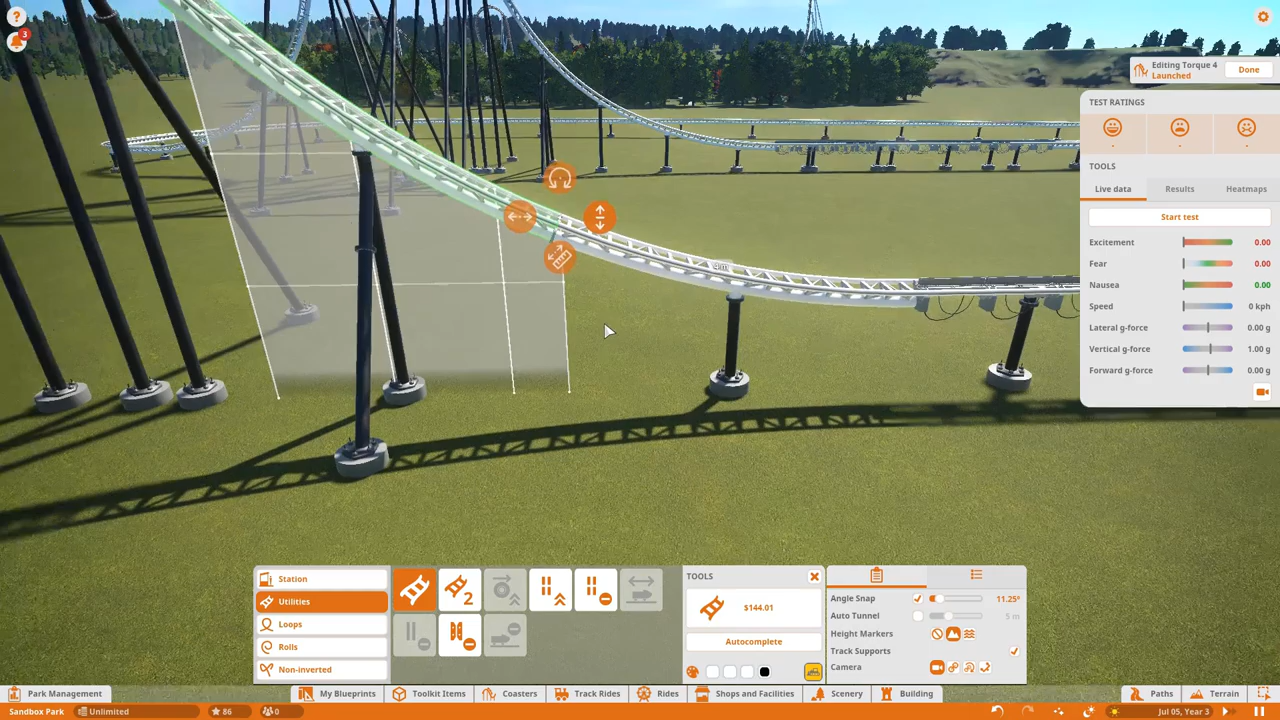 ?
3
Editing Torque 4
Launched
Done
TEST RATINGS
- - -
TOOLS
Live data Results Heatmaps
Start test
Excitement 0.00
Fear 0.00
Nausea 0.00
Speed 0 kph
Lateral g-force 0.00 g
Vertical g-force 1.00 g
Forward g-force 0.00 g
Station
Utilities
Loops
Rolls
Non-inverted
2
TOOLS
$144.01
Autocomplete
Angle Snap 11.25°
Auto Tunnel 5 m
Height Markers
Track Supports
Camera
Park Management My Blueprints Toolkit Items Coasters Track Rides Rides Shops and Facilities Scenery Building Paths Terrain
Sandbox Park Unlimited 86 0 Jul 05, Year 3